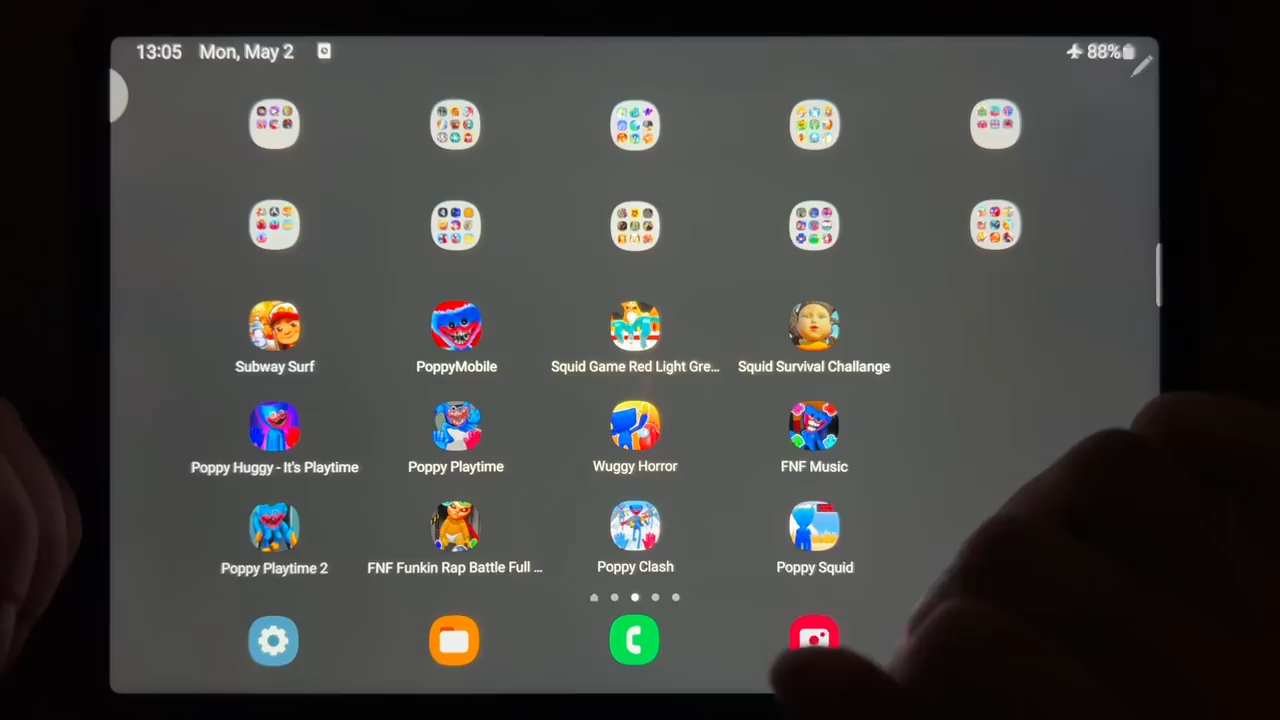 13:05 Mon, May 2 88%
Subway Surf PoppyMobile Squid Game Red Light Gre... Squid Survival Challange
Poppy Huggy - It's Playtime Poppy Playtime Wuggy Horror FNF Music
Poppy Playtime 2 FNF Funkin Rap Battle Full ... Poppy Clash Poppy Squid